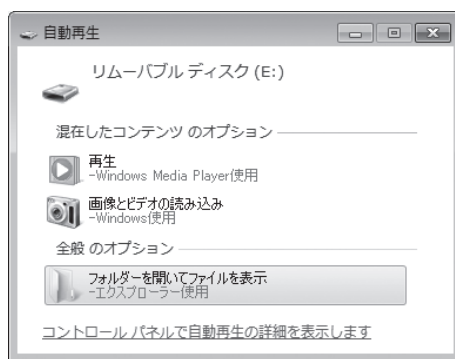 自動再生
リムーバブル ディスク (E:)
混在したコンテンツ のオプション
再生
-Windows Media Player使用
画像とビデオの読み込み
-Windows使用
全般 のオプション
フォルダーを開いてファイルを表示
-エクスプローラー使用
コントロール パネルで自動再生の詳細を表示します